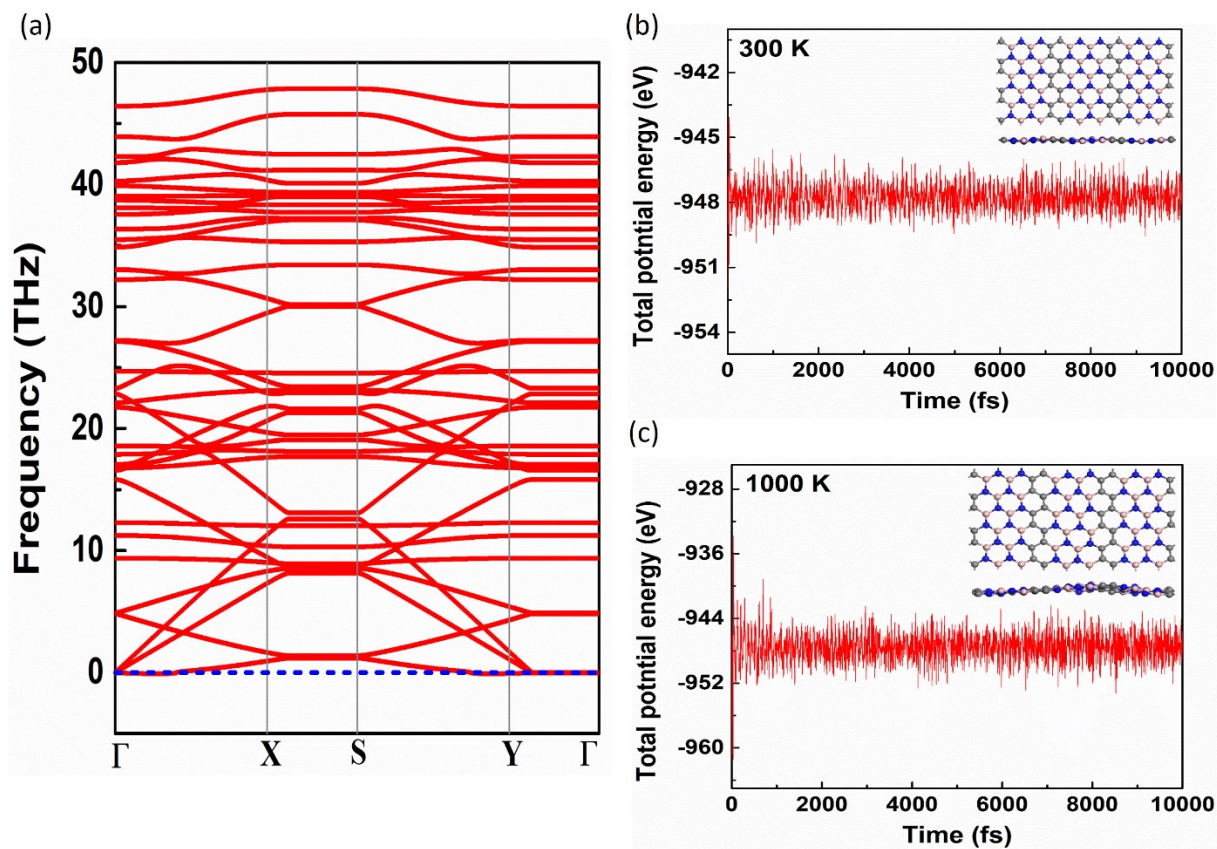 (a)
50
40
30
20
10
0
Frequency (THz)
Γ X S Y Γ
(b)
300 K
-942
-945
-948
-951
-954
Total potntial energy (eV)
0 2000 4000 6000 8000 10000
Time (fs)
(c)
1000 K
-928
-936
-944
-952
-960
Total potntial energy (eV)
0 2000 4000 6000 8000 10000
Time (fs)